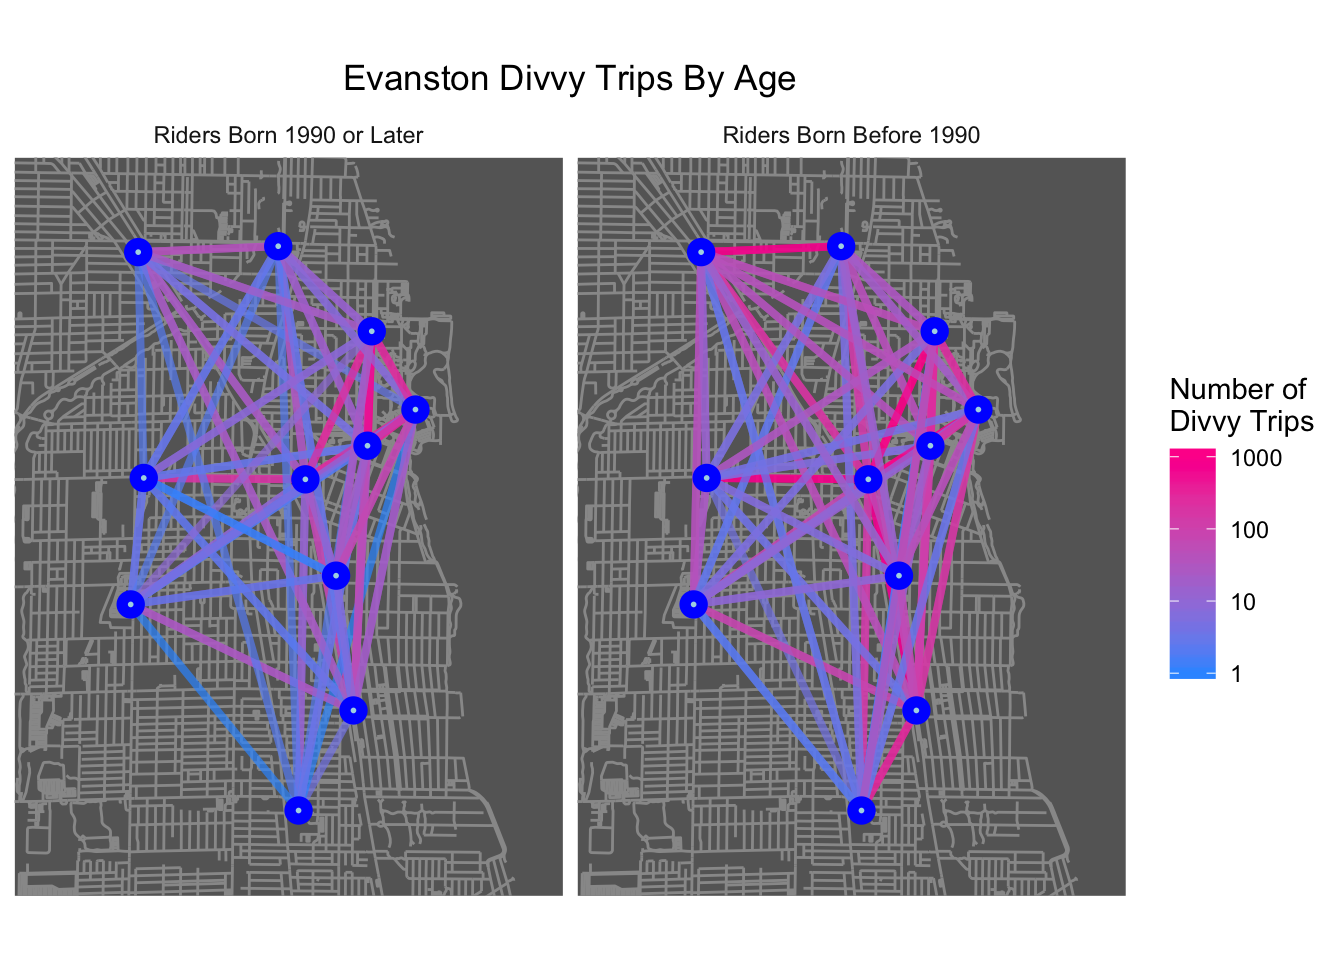 Evanston Divvy Trips By Age
Riders Born 1990 or Later
Riders Born Before 1990
Number of
Divvy Trips
1000
100
10
1